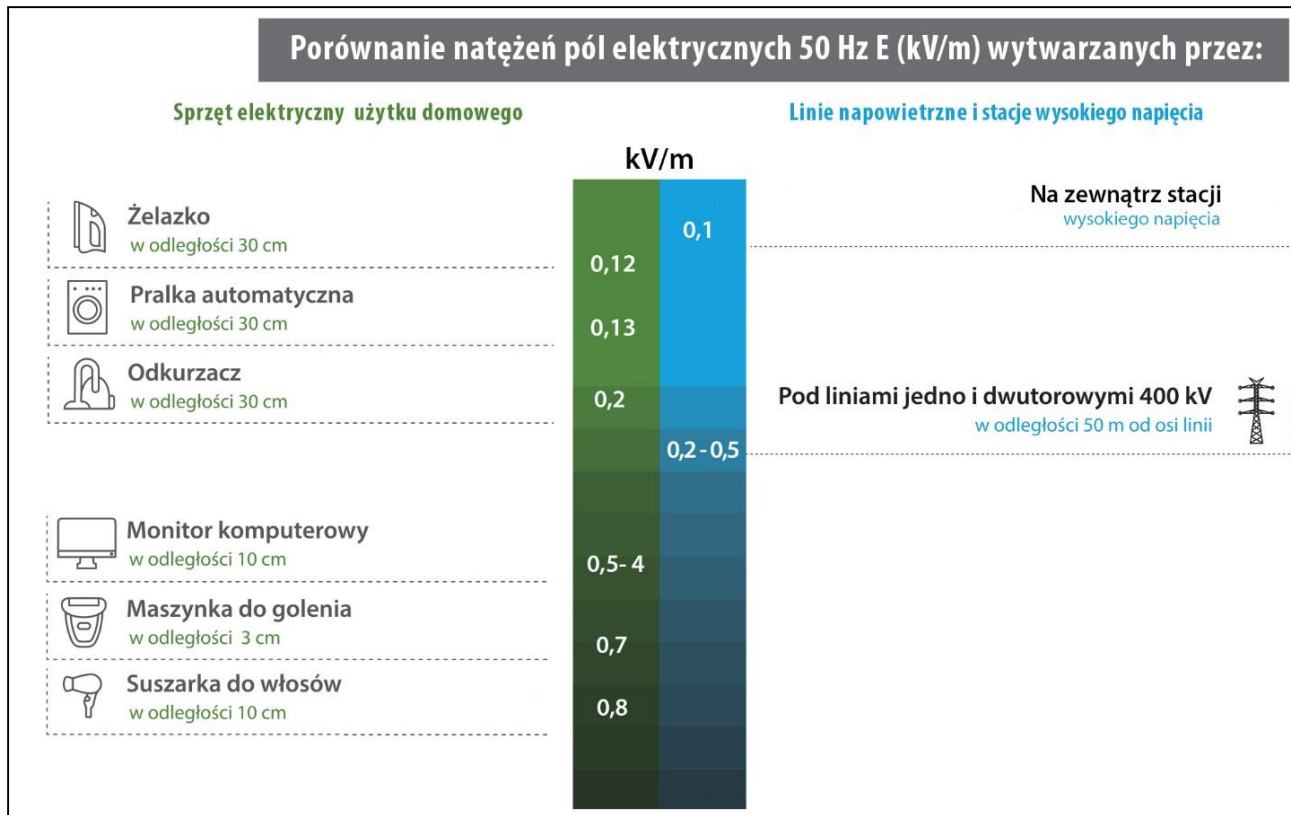 Porównanie natężeń pól elektrycznych 50 Hz E (kV/m) wytwarzanych przez:
Sprzęt elektryczny użytku domowego
Linie napowietrzne i stacje wysokiego napięcia
kV/m
Żelazko
w odległości 30 cm
0,12
Pralka automatyczna
w odległości 30 cm
0,13
Odkurzacz
w odległości 30 cm
0,2
Monitor komputerowy
w odległości 10 cm
0,5- 4
Maszynka do golenia
w odległości 3 cm
0,7
Suszarka do włosów
w odległości 10 cm
0,8
Na zewnątrz stacji
wysokiego napięcia
0,1
Pod liniami jedno i dwutorowymi 400 kV
w odległości 50 m od osi linii
0,2 - 0,5